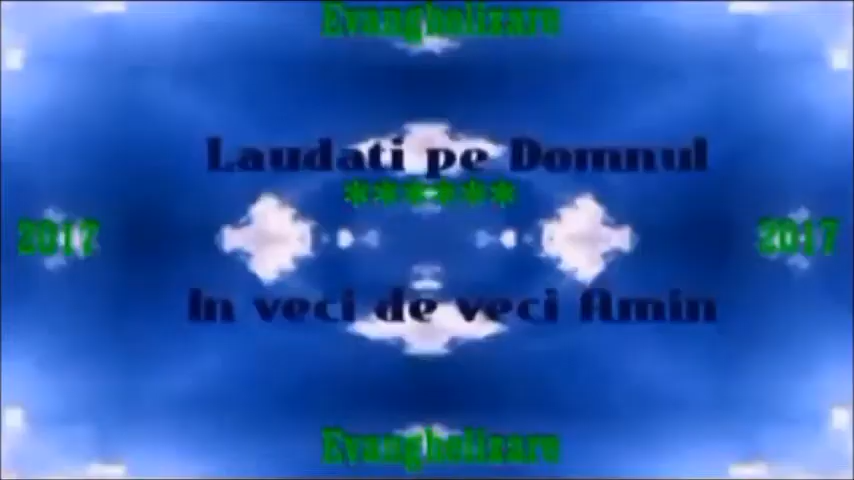 Evanghelizare
Laudati pe Domnul
******
2017 2017
In veci de veci Amin
Evanghelizare